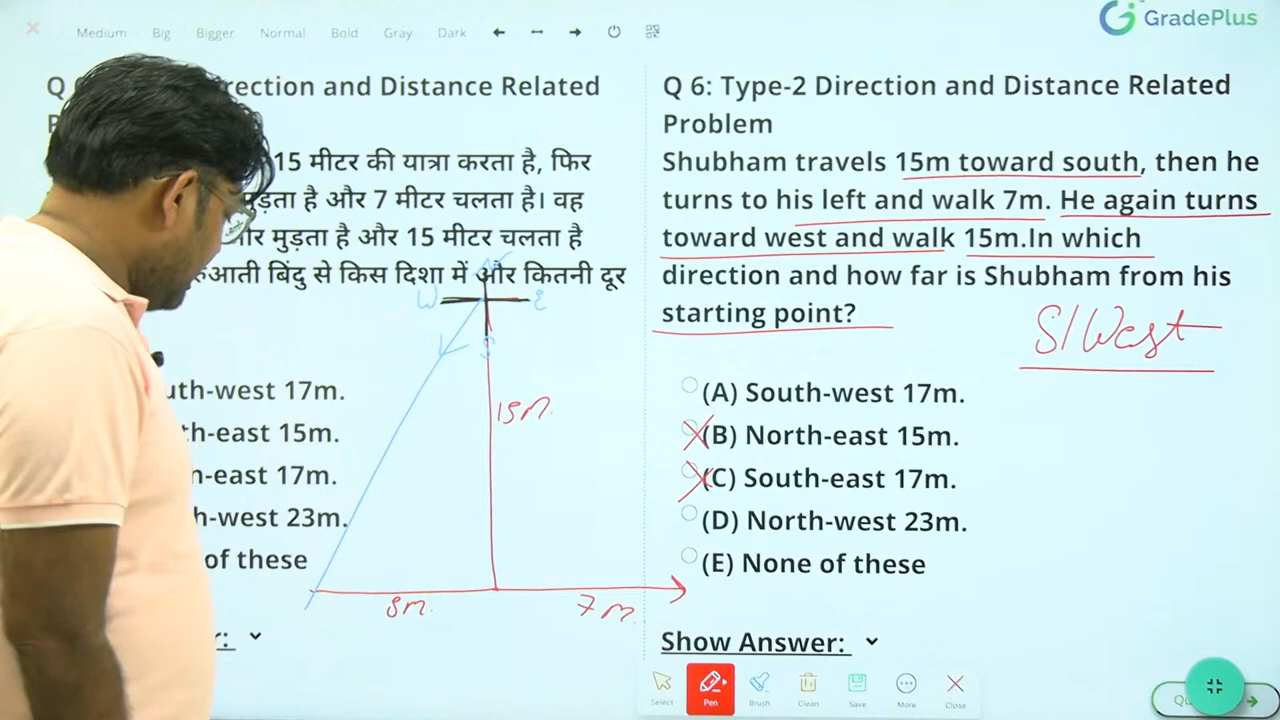 Medium Big Bigger Normal Bold Gray Dark
GradePlus
Q rection and Distance Related
15 मीटर की यात्रा करता है, फिर
मुड़ता है और 7 मीटर चलता है। वह
ओर मुड़ता है और 15 मीटर चलता है
आती बिंदु से किस दिशा में और कितनी दूर
uth-west 17m.
th-east 15m.
h-east 17m.
h-west 23m.
of these
W E
S
15m.
8m.
7m.
Q 6: Type-2 Direction and Distance Related
Problem
Shubham travels 15m toward south, then he
turns to his left and walk 7m. He again turns
toward west and walk 15m.In which
direction and how far is Shubham from his
starting point?
S/West
(A) South-west 17m.
(B) North-east 15m.
(C) South-east 17m.
(D) North-west 23m.
(E) None of these
Show Answer:
Select Pen Brush Clean Save More Close